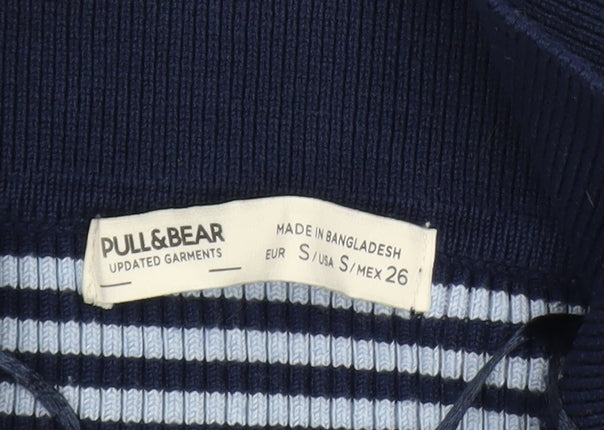 PULL&BEAR
UPDATED GARMENTS
MADE IN BANGLADESH
EUR S/USA S/MEX 26